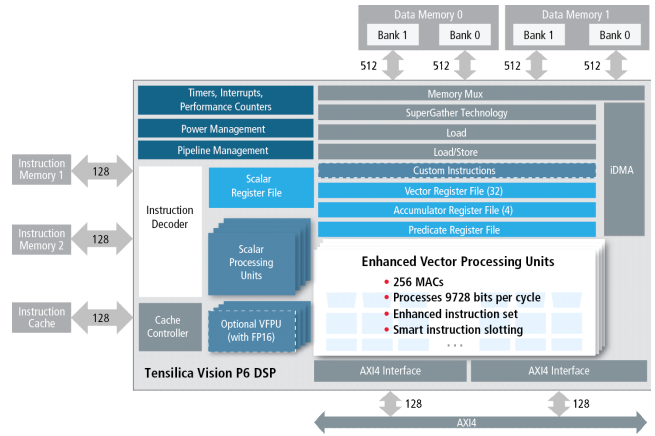 Data Memory 0
Data Memory 1
Bank 1
Bank 0
Bank 1
Bank 0
512
512
512
512
Timers, Interrupts,
Performance Counters
Power Management
Pipeline Management
Memory Mux
SuperGather Technology
Load
Load/Store
Custom Instructions
Vector Register File (32)
Accumulator Register File (4)
Predicate Register File
iDMA
Instruction
Memory 1
128
Instruction
Memory 2
128
Instruction
Cache
128
Instruction
Decoder
Scalar
Register File
Scalar
Processing
Units
Cache
Controller
Optional VFPU
(with FP16)
Enhanced Vector Processing Units
• 256 MACs
• Processes 9728 bits per cycle
• Enhanced instruction set
• Smart instruction slotting
...
Tensilica Vision P6 DSP
AXI4 Interface
AXI4 Interface
128
128
AXI4